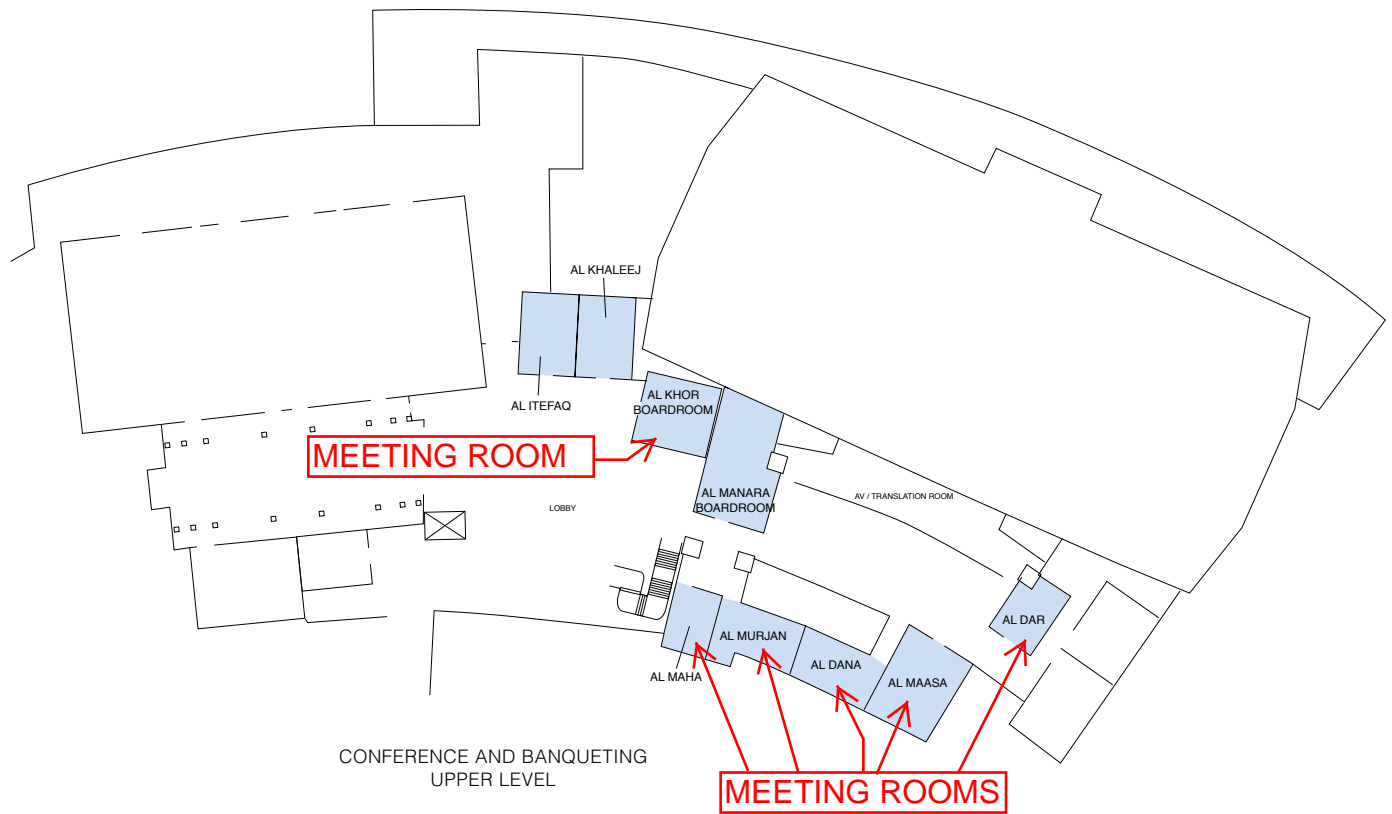 AL KHALEEJ
AL ITEFAQ
AL KHOR
BOARDROOM
MEETING ROOM
AL MANARA
BOARDROOM
AV / TRANSLATION ROOM
LOBBY
AL DAR
AL MURJAN
AL DANA
AL MAHA
AL MAASA
CONFERENCE AND BANQUETING
UPPER LEVEL
MEETING ROOMS